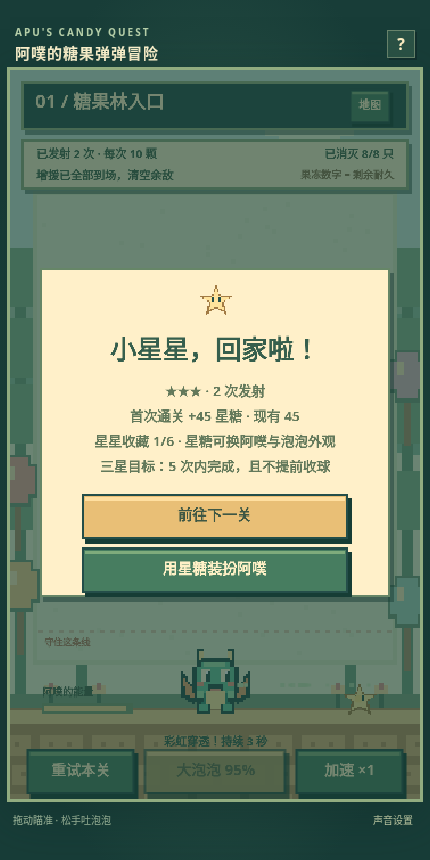 APU'S CANDY QUEST
阿噗的糖果弹弹冒险
?
01 / 糖果林入口
地图
已发射 2 次 · 每次 10 颗
已消灭 8/8 只
增援已全部到场，清空余敌
果冻数字 = 剩余耐久
小星星，回家啦！
★★★ · 2 次发射
首次通关 +45 星糖 · 现有 45
星星收藏 1/6 · 星糖可换阿噗与泡泡外观
三星目标：5 次内完成，且不提前收球
前往下一关
用星糖装扮阿噗
守住这条线
阿噗的能量
彩虹穿透！持续 8 秒
重试本关
大泡泡 95%
加速 ×1
拖动瞄准 · 松手吐泡泡
声音设置